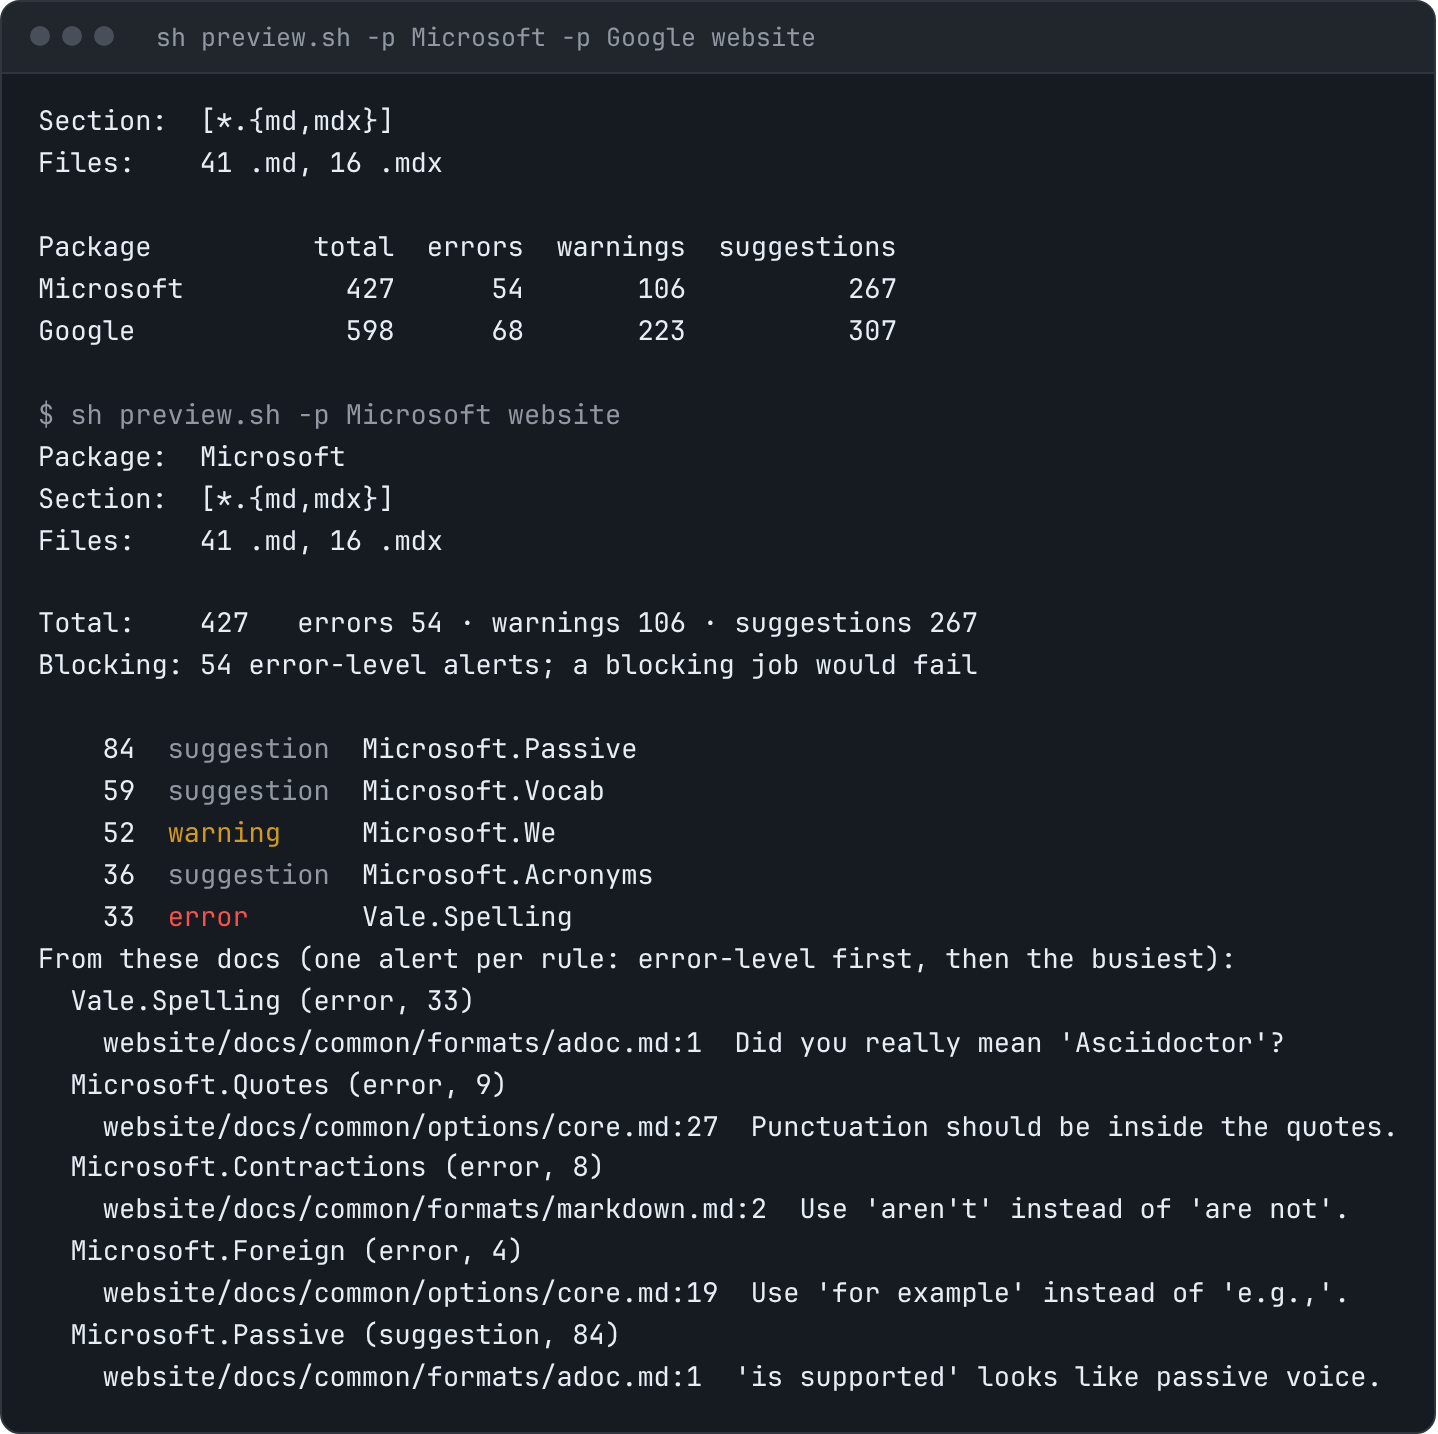 sh preview.sh -p Microsoft -p Google website
Section:  [*.{md,mdx}]
Files:    41 .md, 16 .mdx
Package          total  errors  warnings  suggestions
Microsoft          427      54       106          267
Google             598      68       223          307
$ sh preview.sh -p Microsoft website
Package:  Microsoft
Section:  [*.{md,mdx}]
Files:    41 .md, 16 .mdx
Total:    427   errors 54 · warnings 106 · suggestions 267
Blocking: 54 error-level alerts; a blocking job would fail
84  suggestion  Microsoft.Passive
59  suggestion  Microsoft.Vocab
52  warning     Microsoft.We
36  suggestion  Microsoft.Acronyms
33  error       Vale.Spelling
From these docs (one alert per rule: error-level first, then the busiest):
Vale.Spelling (error, 33)
website/docs/common/formats/adoc.md:1  Did you really mean 'Asciidoctor'?
Microsoft.Quotes (error, 9)
website/docs/common/options/core.md:27  Punctuation should be inside the quotes.
Microsoft.Contractions (error, 8)
website/docs/common/formats/markdown.md:2  Use 'aren't' instead of 'are not'.
Microsoft.Foreign (error, 4)
website/docs/common/options/core.md:19  Use 'for example' instead of 'e.g.,'.
Microsoft.Passive (suggestion, 84)
website/docs/common/formats/adoc.md:1  'is supported' looks like passive voice.